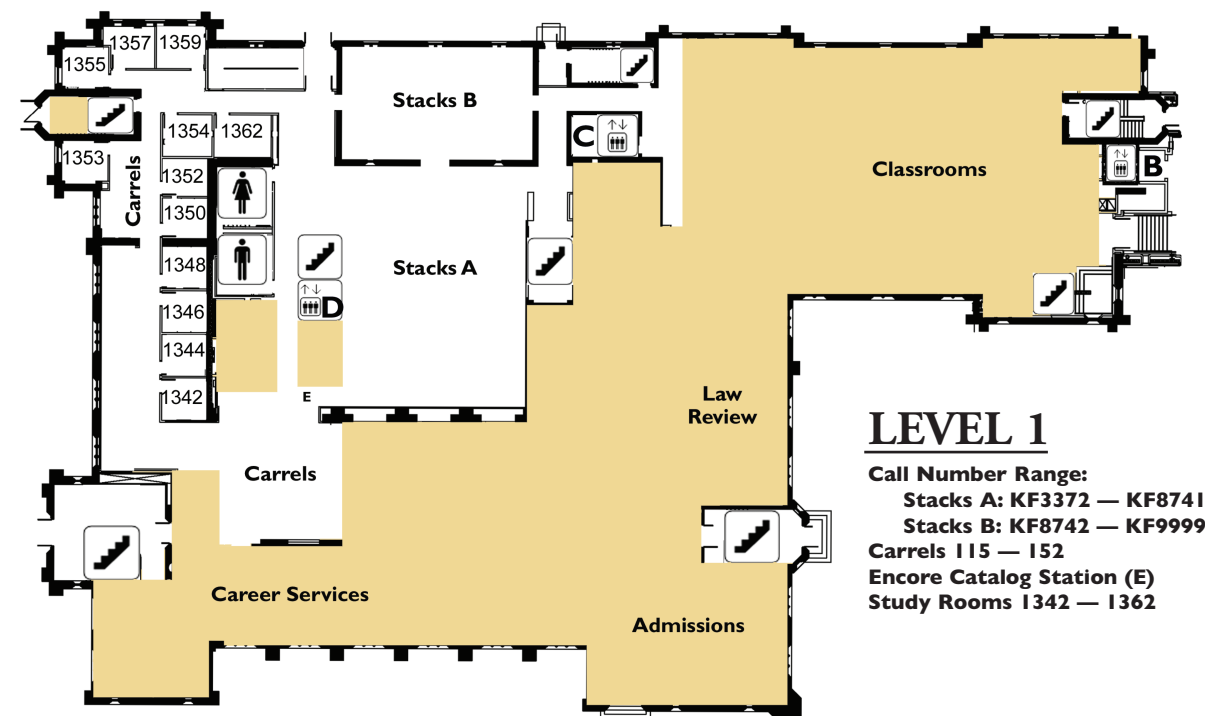 1357
1359
1355
Stacks B
1354
1362
C
1353
Carrels
Classrooms
B
1352
1350
1348
Stacks A
D
1346
1344
E
1342
Law
Review
LEVEL 1
Call Number Range:
Stacks A: KF3372 — KF8741
Stacks B: KF8742 — KF9999
Carrels 115 — 152
Encore Catalog Station (E)
Study Rooms 1342 — 1362
Carrels
Career Services
Admissions